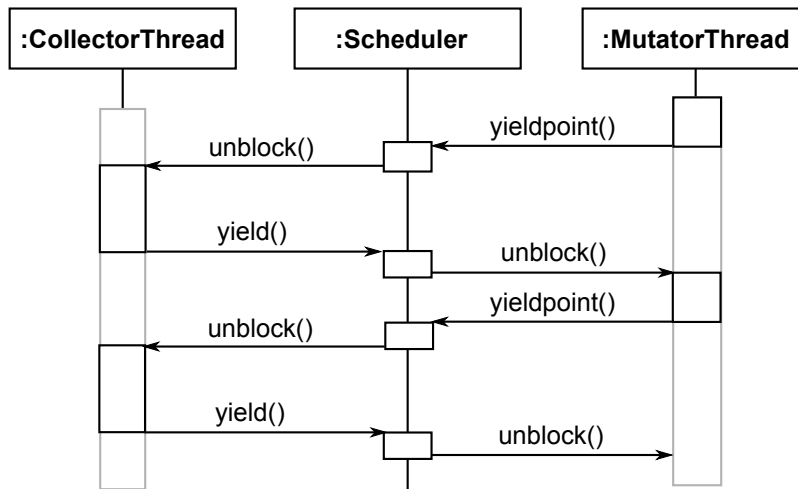 :CollectorThread
:Scheduler
:MutatorThread
yieldpoint()
unblock()
yield()
unblock()
yieldpoint()
unblock()
yield()
unblock()